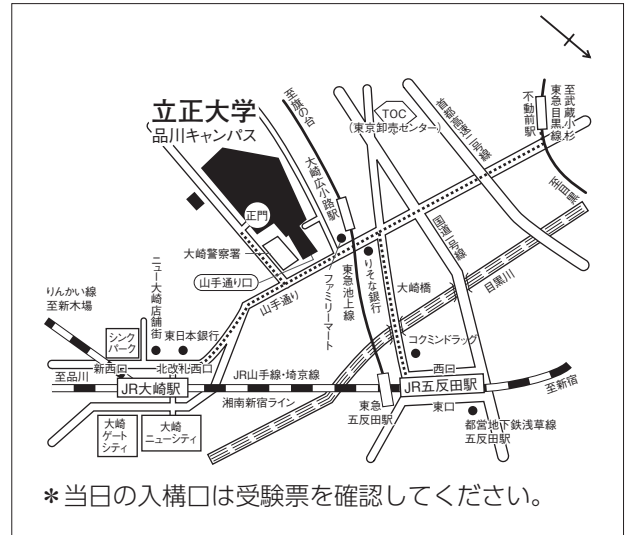 立正大学
品川キャンパス
正門
大崎警察署
山手通り口
山手通り
至旗の台
大崎広小路駅
TOC
(東京卸売センター)
首都高速二号線
不動前駅
東急目黒線
至武蔵小杉
至目黒
国道一号線
目黒川
大崎橋
りそな銀行
東急池上線
ファミリーマート
コクミンドラッグ
りんかい線
至新木場
ニュー大崎店舗街
シンク
パーク
東日本銀行
新西口
北改札西口
至品川
JR大崎駅
JR山手線・埼京線
湘南新宿ライン
西口
JR五反田駅
至新宿
東急
五反田駅
東口
都営地下鉄浅草線
五反田駅
大崎
ゲート
シティ
大崎
ニューシティ
*当日の入構口は受験票を確認してください。